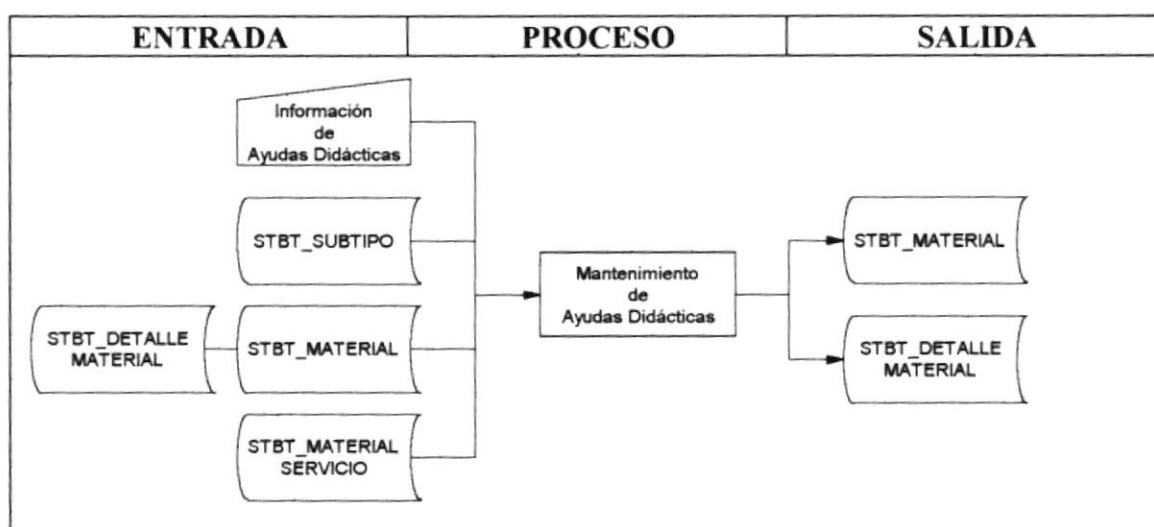 ENTRADA
PROCESO
SALIDA
Información
de
Ayudas Didácticas
STBT_SUBTIPO
STBT_DETALLE
MATERIAL
STBT_MATERIAL
STBT_MATERIAL
SERVICIO
Mantenimiento
de
Ayudas Didácticas
STBT_MATERIAL
STBT_DETALLE
MATERIAL